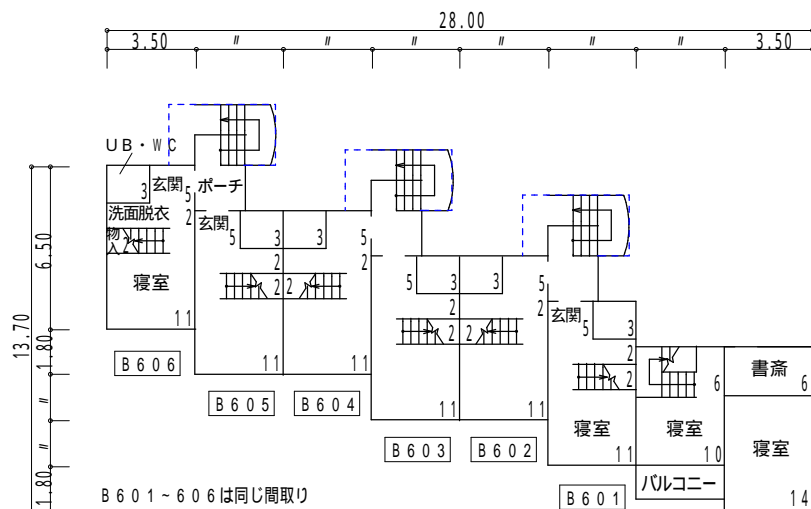 28.00
3.50 〃 〃 〃 〃 〃 〃 3.50
UB・WC
3 玄関 ポーチ
5
洗面脱衣 2 玄関
物入 2
5 3 3 5
2 2
寝室 2 2
11
5 3 3 5
2 2
玄関
2 2
5 3
2
2
6 書斎 6
11 11
寝室 寝室 寝室
11 11 11 10
バルコニー
14
B606
B605 B604
B603 B602
B601
6.50
13.70
1.80
〃
〃
1.80
B601~606は同じ間取り